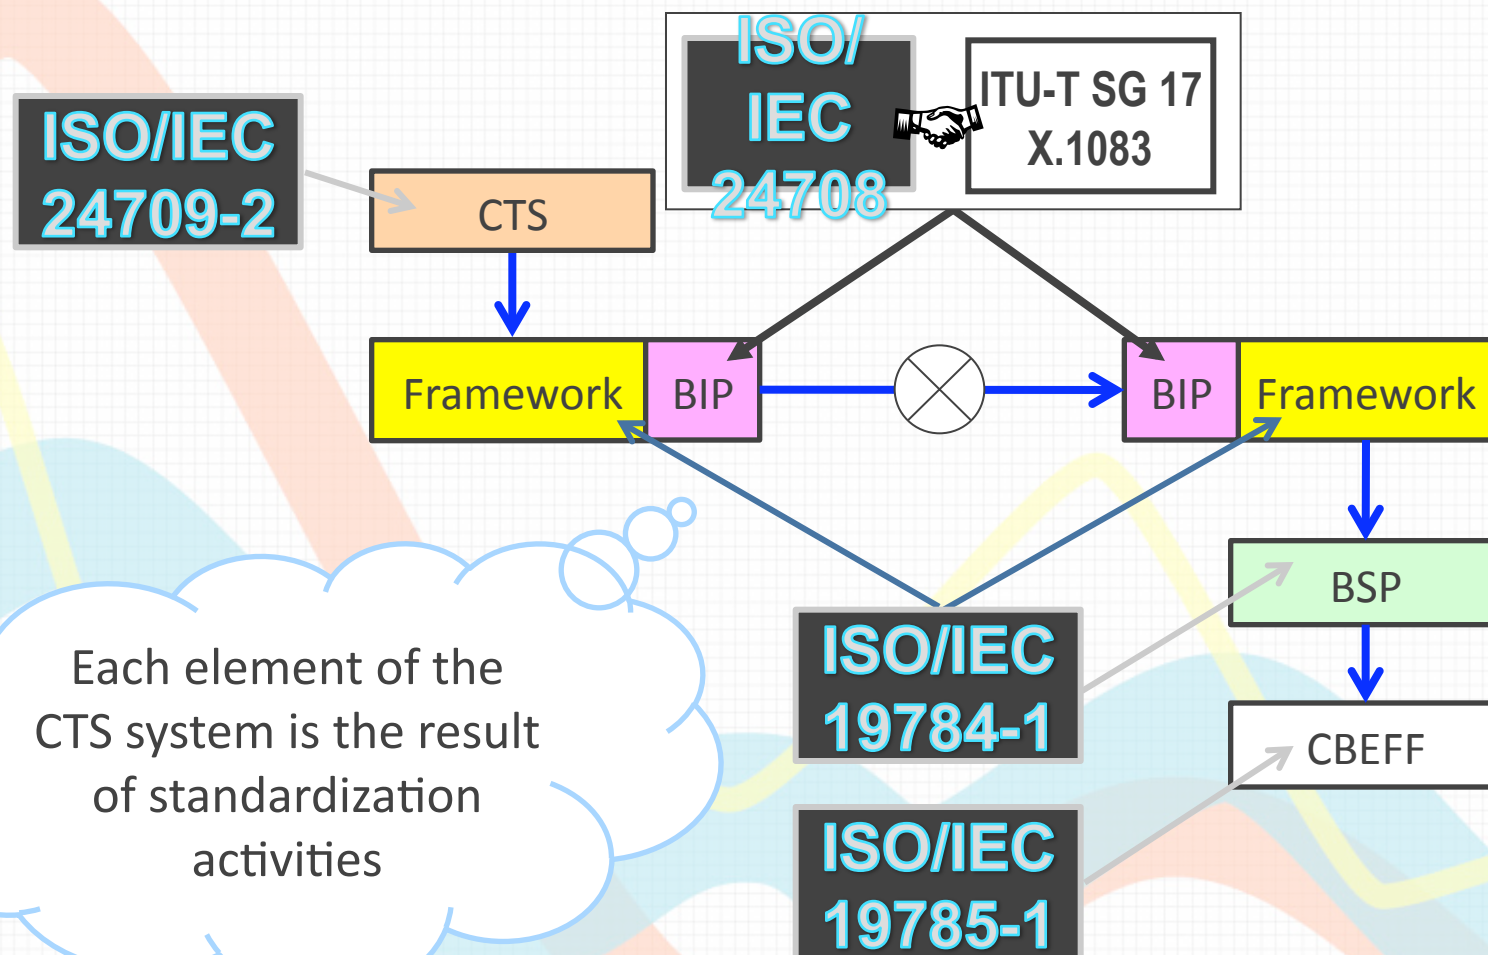 ISO/
IEC
24708
ITU-T SG 17
X.1083
ISO/IEC
24709-2
CTS
Framework
BIP
BIP
Framework
BSP
ISO/IEC
19784-1
CBEFF
ISO/IEC
19785-1
Each element of the
CTS system is the result
of standardization
activities